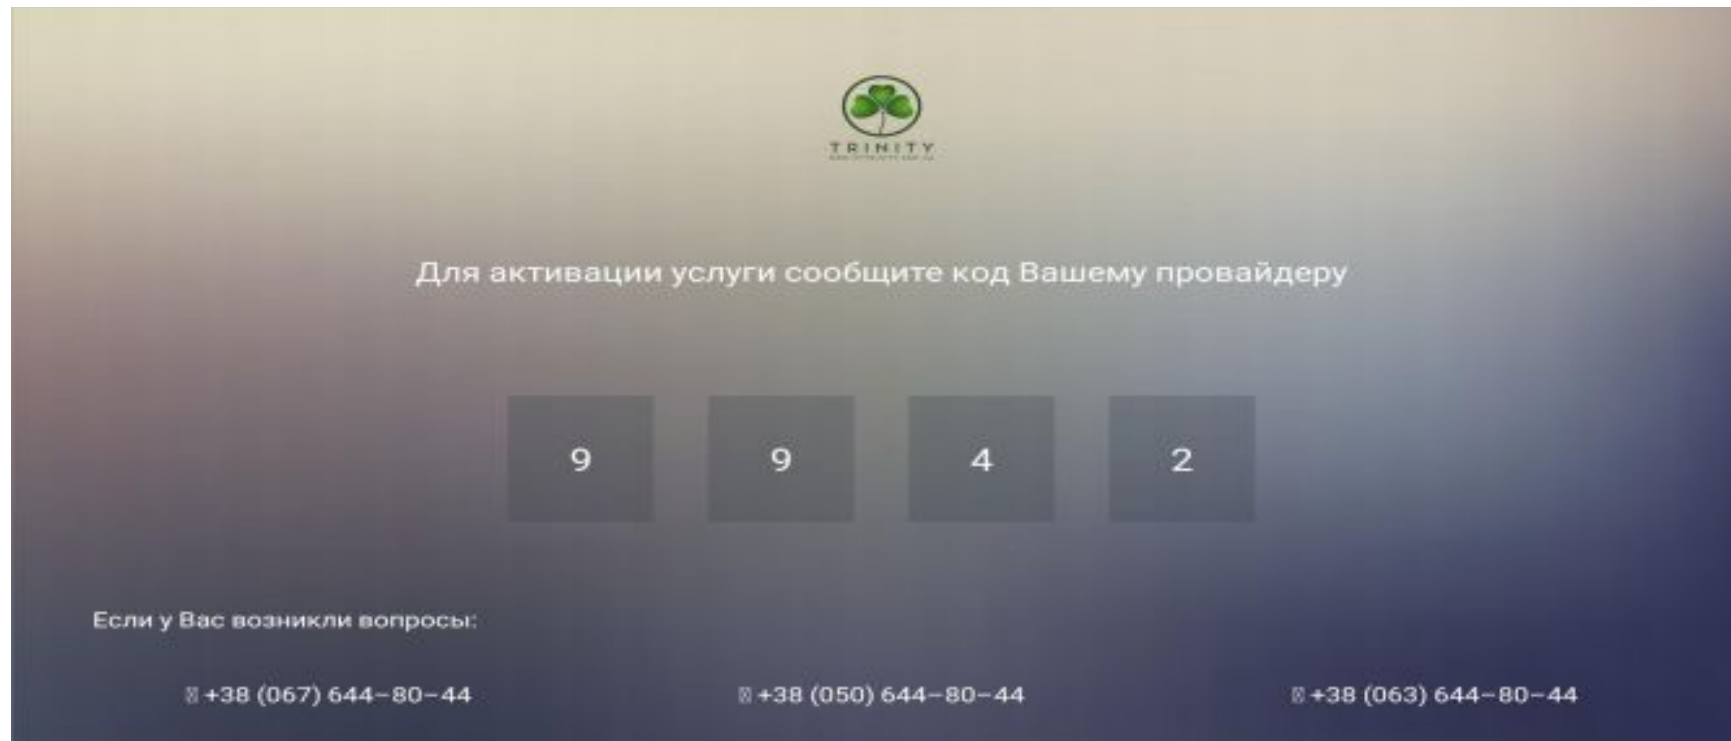 TRINITY
Для активации услуги сообщите код Вашему провайдеру
9 9 4 2
Если у Вас возникли вопросы:
+38 (067) 644–80–44 +38 (050) 644–80–44 +38 (063) 644–80–44